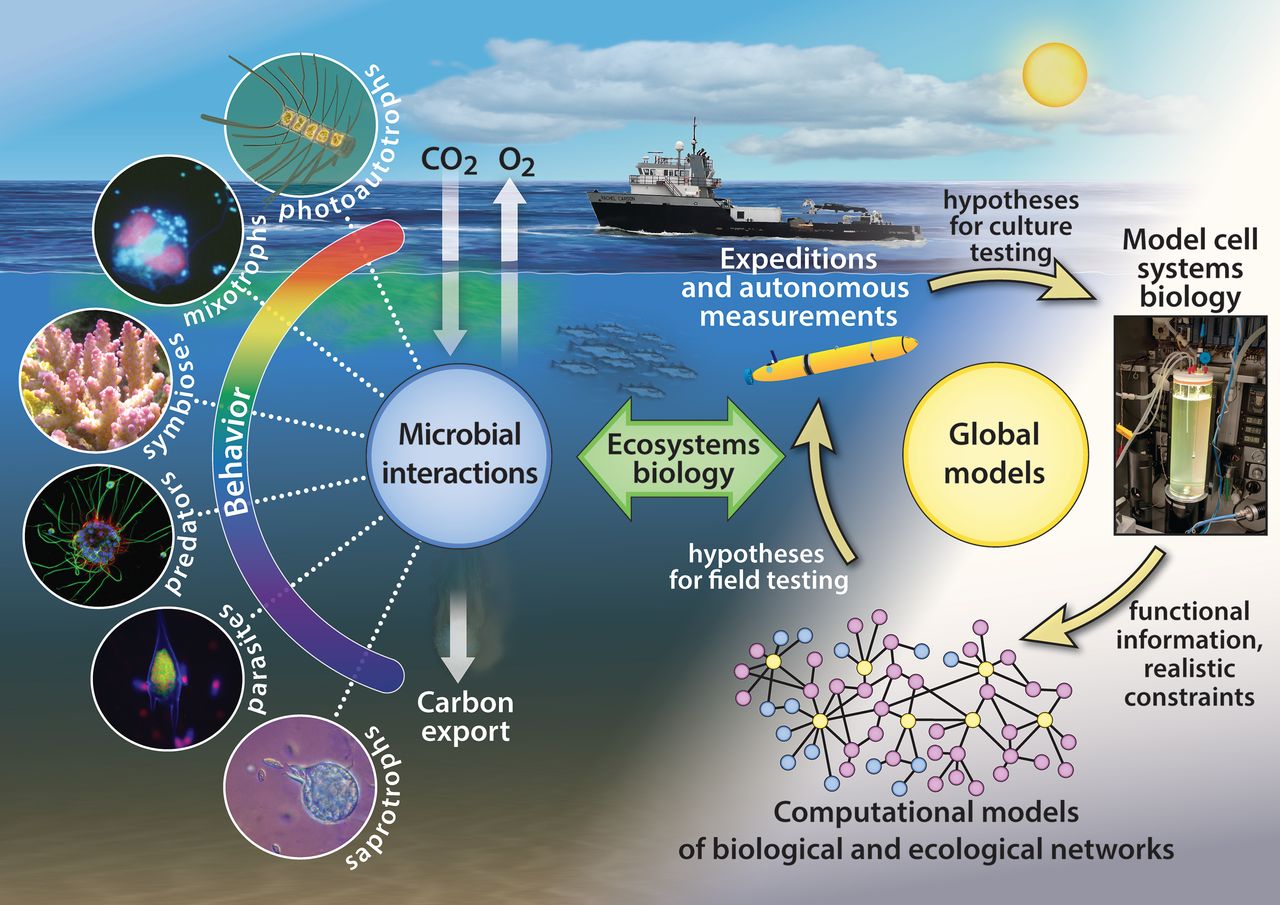 photoautotrophs
mixotrophs
symbioses
predators
parasites
saprotrophs
Behavior
CO2
O2
Microbial
interactions
Carbon
export
Ecosystems
biology
RACHEL CARSON
Expeditions
and autonomous
measurements
hypotheses
for culture
testing
Model cell
systems
biology
Global
models
hypotheses
for field testing
functional
information,
realistic
constraints
Computational models
of biological and ecological networks